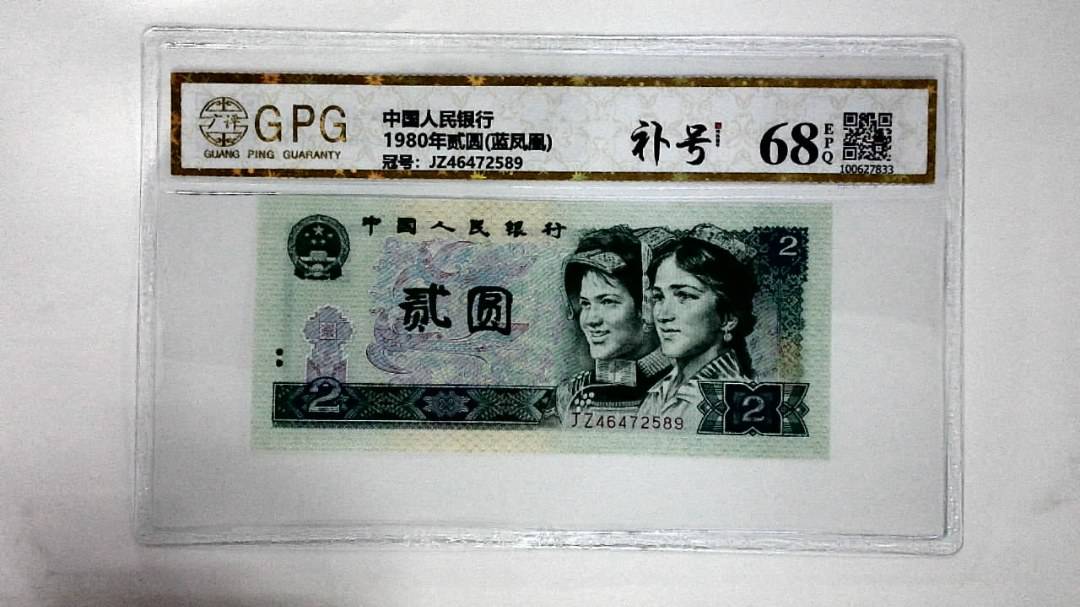 广评
GPG
GUANG PING GUARANTY
中国人民银行
1980年贰圆(蓝凤凰)
冠号：JZ46472589
补号
68
EPQ
100627833
中国人民银行
2
贰圆
2
JZ46472589
2